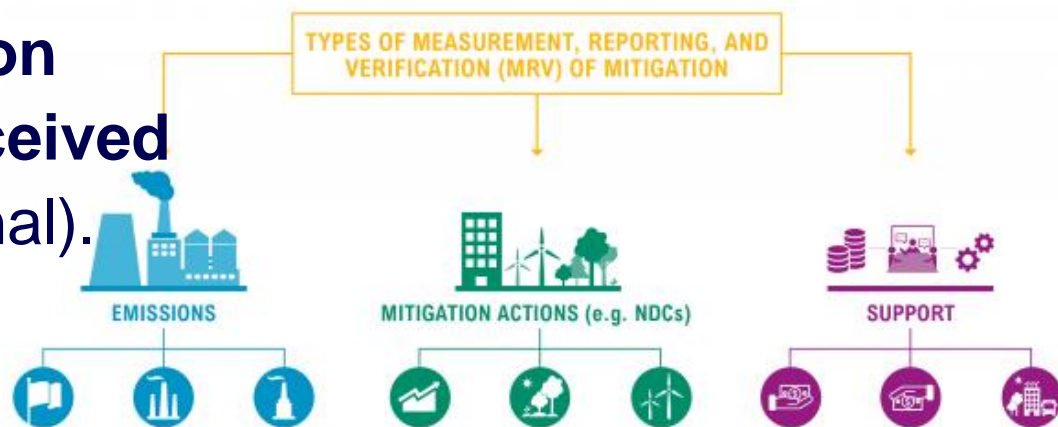 on
ceived
nal).
TYPES OF MEASUREMENT, REPORTING, AND
VERIFICATION (MRV) OF MITIGATION
EMISSIONS
MITIGATION ACTIONS (e.g. NDCs)
SUPPORT